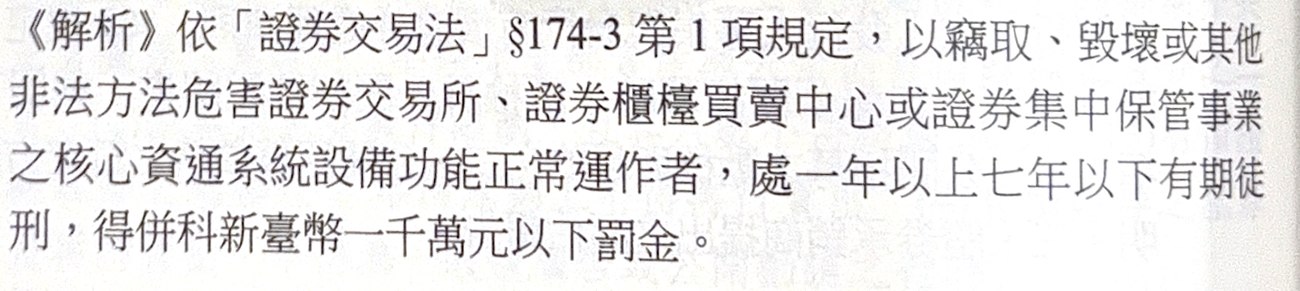 《解析》依「證券交易法」§174-3 第 1 項規定，以竊取、毀壞或其他
非法方法危害證券交易所、證券櫃檯買賣中心或證券集中保管事業
之核心資通系統設備功能正常運作者，處一年以上七年以下有期徒
刑，得併科新臺幣一千萬元以下罰金。